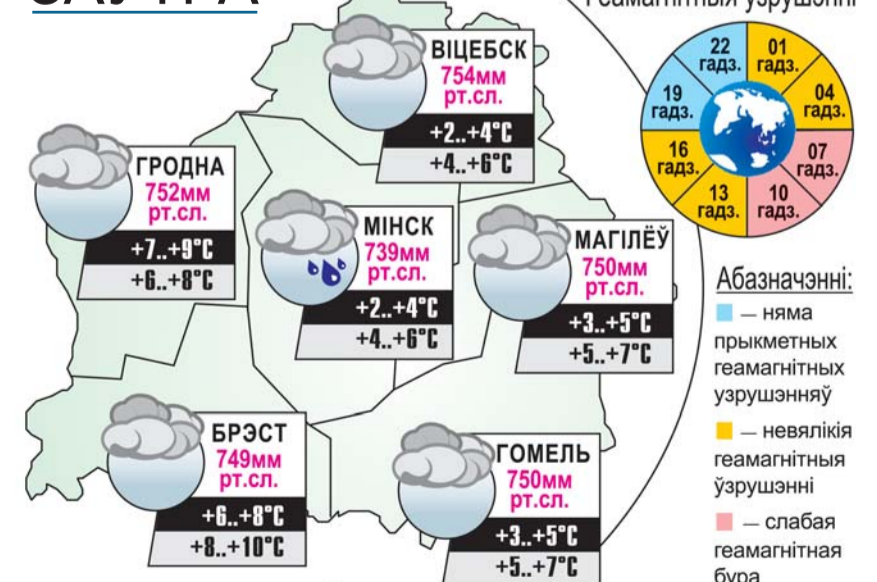 ЗАЎТРА
Геамагнітныя ўзрушэнні
ВІЦЕБСК
754мм
рт.сл.
+2..+4°C
+4..+6°C
ГРОДНА
752мм
рт.сл.
+7..+9°C
+6..+8°C
МІНСК
739мм
рт.сл.
+2..+4°C
+4..+6°C
МАГІЛЁЎ
750мм
рт.сл.
+3..+5°C
+5..+7°C
БРЭСТ
749мм
рт.сл.
+6..+8°C
+8..+10°C
ГОМЕЛЬ
750мм
рт.сл.
+3..+5°C
+5..+7°C
22
гадз.
01
гадз.
19
гадз.
04
гадз.
16
гадз.
07
гадз.
13
гадз.
10
гадз.
Абазначэнні:
— няма
прыкметных
геамагнітных
узрушэнняў
— невялікія
геамагнітныя
ўзрушэнні
— слабая
геамагнітная
бура